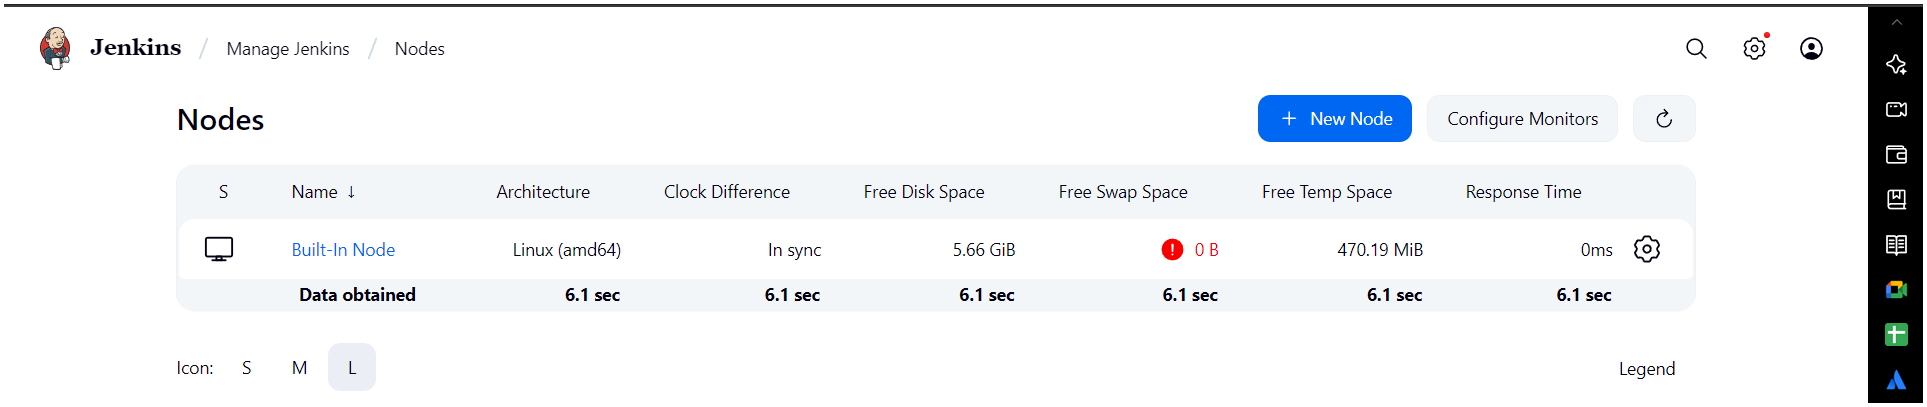 Jenkins / Manage Jenkins / Nodes
Nodes
+ New Node Configure Monitors
S Name ↓ Architecture Clock Difference Free Disk Space Free Swap Space Free Temp Space Response Time
Built-In Node Linux (amd64) In sync 5.66 GiB 0 B 470.19 MiB 0ms
Data obtained 6.1 sec 6.1 sec 6.1 sec 6.1 sec 6.1 sec 6.1 sec
Icon: S M L Legend